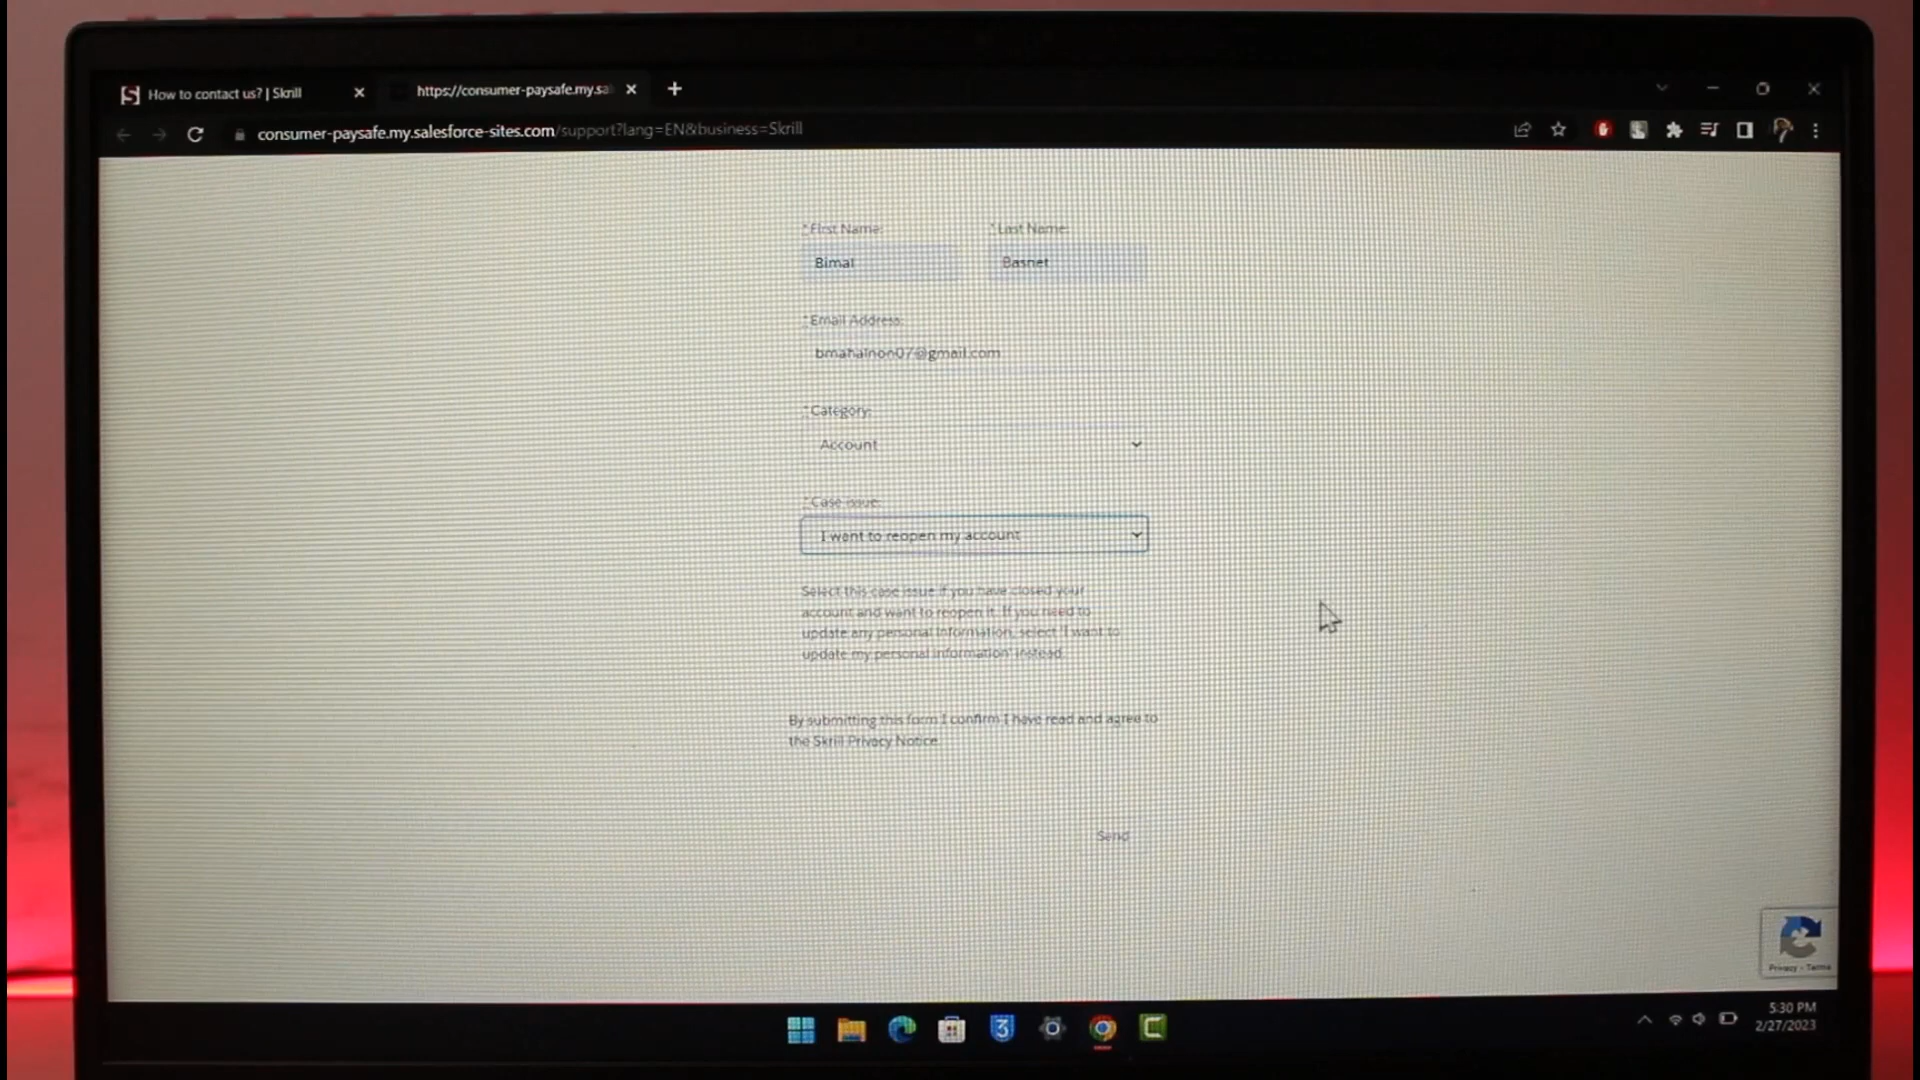 How to contact us? | Skrill
https://consumer-paysafe.my.sa
consumer-paysafe.my.salesforce-sites.com/support?lang=EN&business=Skrill
*First Name: *Last Name:
Bimal Basnet
*Email Address:
bmahalnon07@gmail.com
*Category:
Account
*Case issue:
I want to reopen my account
Select this case issue if you have closed your
account and want to reopen it. If you need to
update any personal information, select 'I want to
update my personal information' instead.
By submitting this form I confirm I have read and agree to
the Skrill Privacy Notice.
Send
Privacy - Terms
3
5:30 PM
2/27/2023